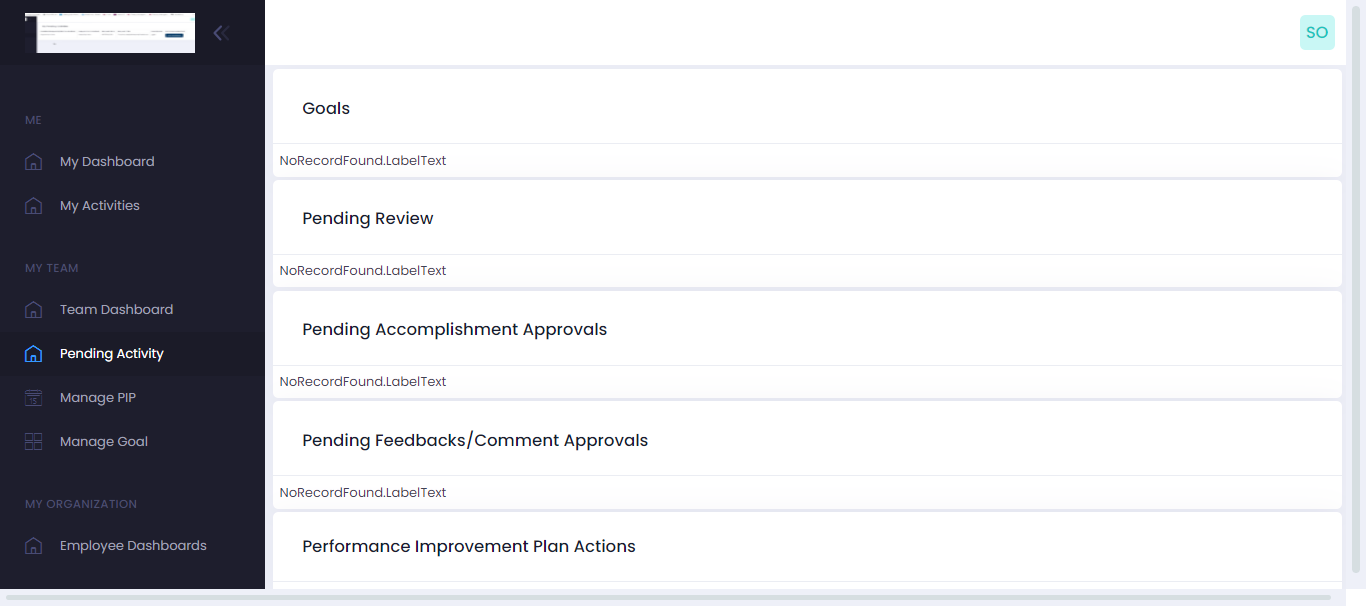 SO
ME
My Dashboard
My Activities
MY TEAM
Team Dashboard
Pending Activity
Manage PIP
15
Manage Goal
MY ORGANIZATION
Employee Dashboards
Goals
NoRecordFound.LabelText
Pending Review
NoRecordFound.LabelText
Pending Accomplishment Approvals
NoRecordFound.LabelText
Pending Feedbacks/Comment Approvals
NoRecordFound.LabelText
Performance Improvement Plan Actions